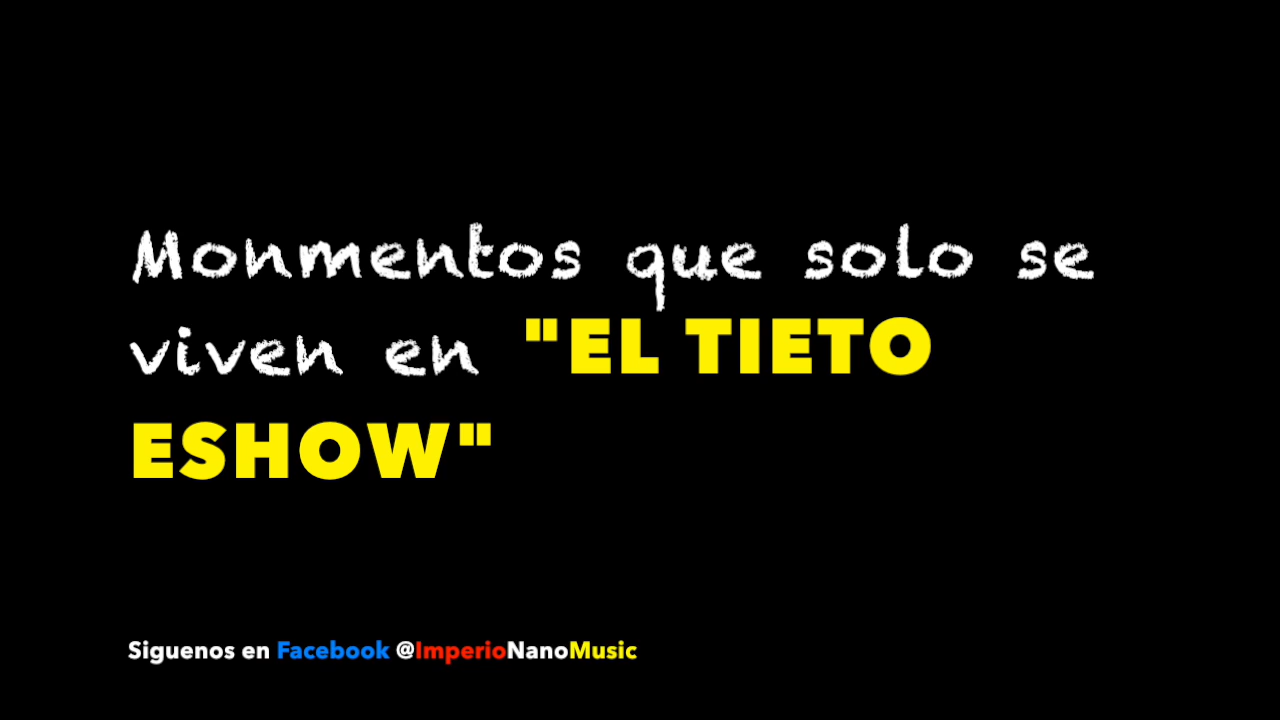 Monmentos que solo se
viven en "EL TIETO
ESHOW"
Siguenos en Facebook @ImperioNanoMusic